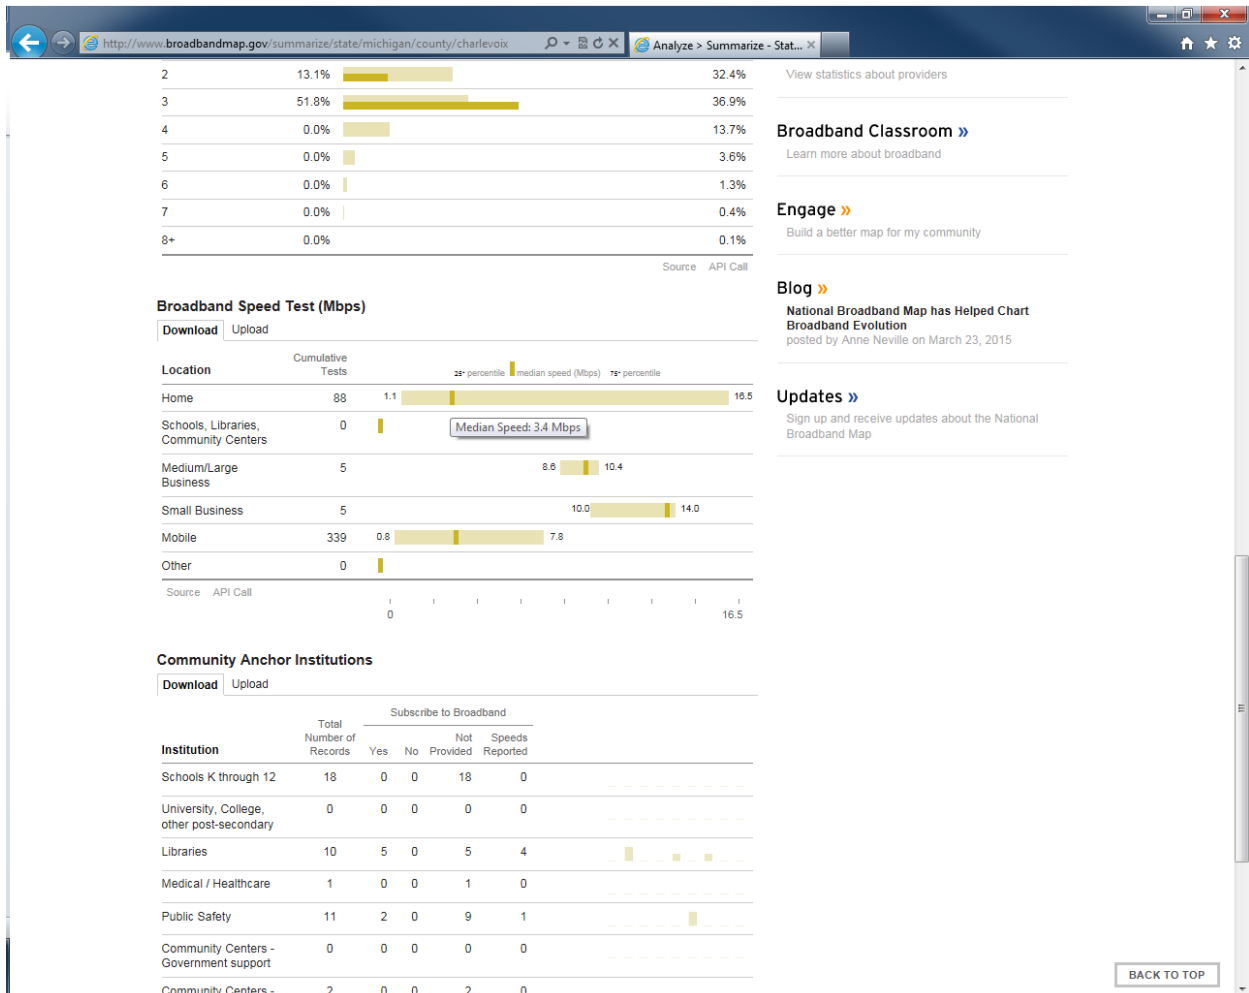 http://www.broadbandmap.gov/summarize/state/michigan/county/charlevoix
Analyze > Summarize - Stat...
2 13.1% 32.4%
3 51.8% 36.9%
4 0.0% 13.7%
5 0.0% 3.6%
6 0.0% 1.3%
7 0.0% 0.4%
8+ 0.0% 0.1%
Source API Call
Broadband Speed Test (Mbps)
Download Upload
Location Cumulative Tests 25th percentile median speed (Mbps) 75th percentile
Home 88 1.1 16.5
Median Speed: 3.4 Mbps
Schools, Libraries, 0
Community Centers
Medium/Large 5 8.6 10.4
Business
Small Business 5 10.0 14.0
Mobile 339 0.8 7.8
Other 0
Source API Call
0 16.5
Community Anchor Institutions
Download Upload
Subscribe to Broadband
Institution Total Number of Records Yes No Not Provided Speeds Reported
Schools K through 12 18 0 0 18 0
University, College, 0 0 0 0 0
other post-secondary
Libraries 10 5 0 5 4
Medical / Healthcare 1 0 0 1 0
Public Safety 11 2 0 9 1
Community Centers - 0 0 0 0 0
Government support
Community Centers - 2 0 0 2 0
View statistics about providers
Broadband Classroom »
Learn more about broadband
Engage »
Build a better map for my community
Blog »
National Broadband Map has Helped Chart
Broadband Evolution
posted by Anne Neville on March 23, 2015
Updates »
Sign up and receive updates about the National
Broadband Map
BACK TO TOP